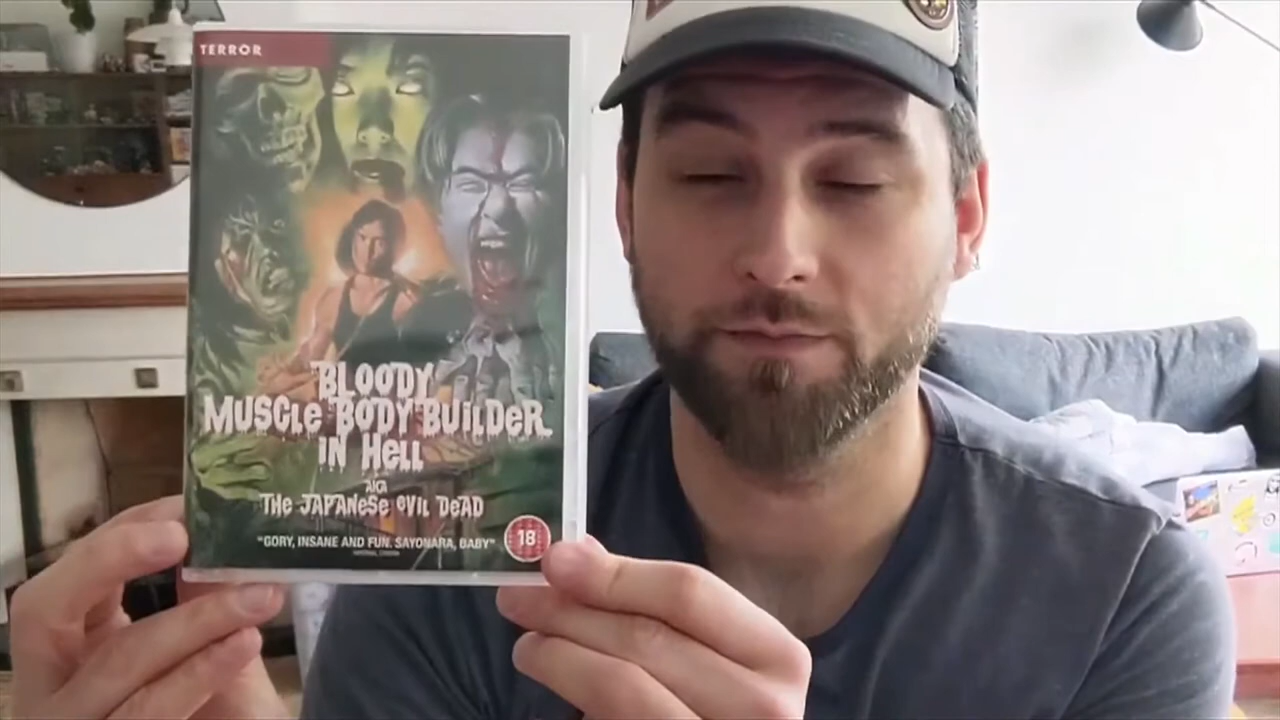 TERROR
BLOODY
MUSCLE BODY BUILDER
IN HELL
AKA
THE JAPANESE EVIL DEAD
"GORY, INSANE AND FUN. SAYONARA, BABY"
18